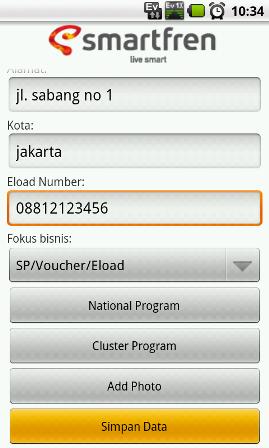 Ev
Ev 1X
10:34
smartfren
live smart
Alamat:
jl. sabang no 1
Kota:
jakarta
Eload Number:
08812123456
Fokus bisnis:
SP/Voucher/Eload
National Program
Cluster Program
Add Photo
Simpan Data